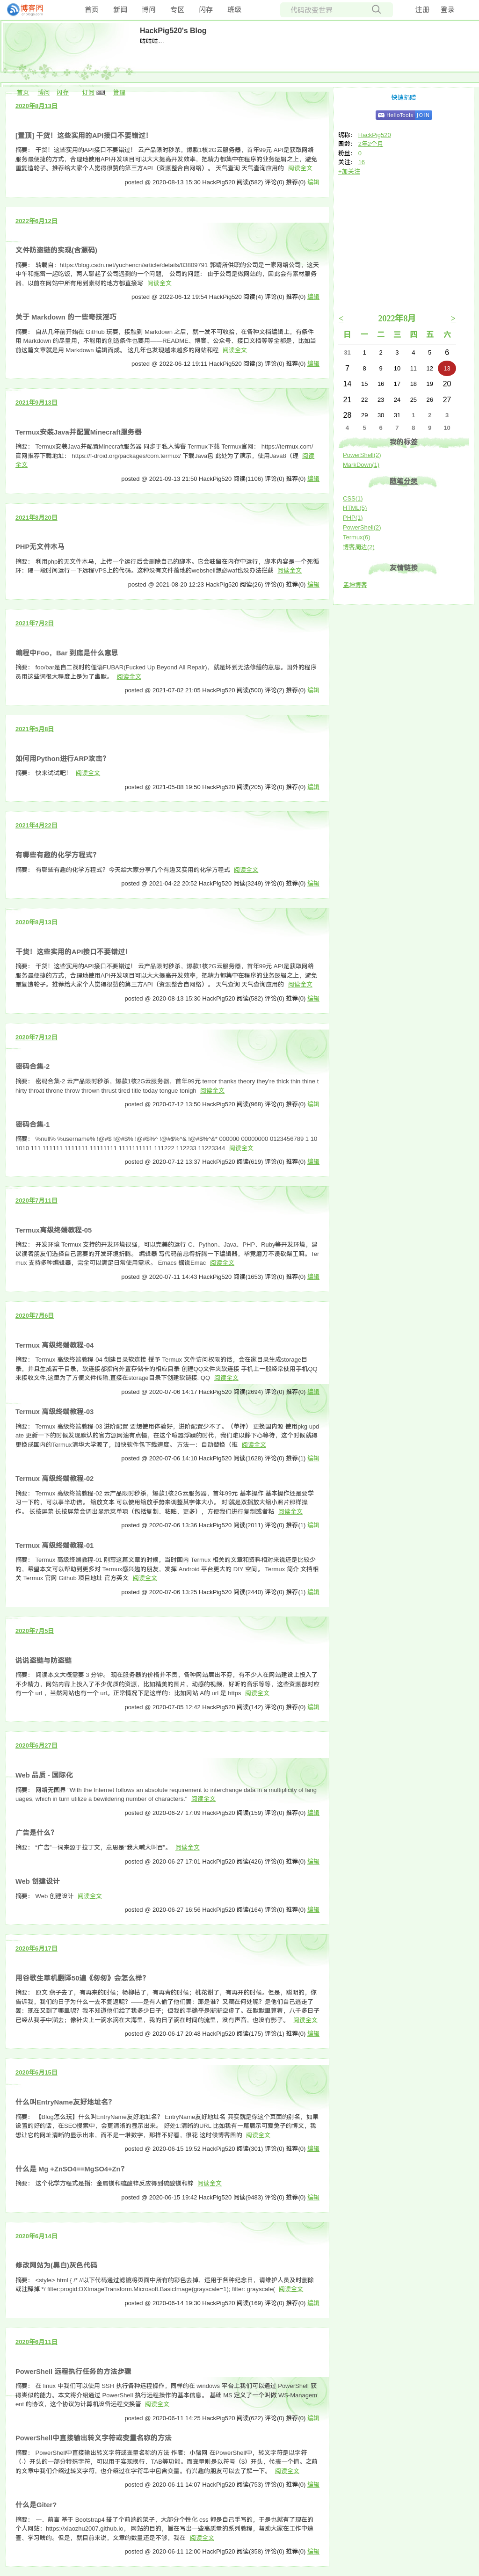 博客园
首页 新闻 博问 专区 闪存 班级
代码改变世界
注册 登录
HackPig520's Blog
咕咕咕...
首页 博问 闪存 订阅 管理
2020年8月13日
[置顶] 干货！这些实用的API接口不要错过！
摘要： 干货！这些实用的API接口不要错过！ 云产品限时秒杀，爆款1核2G云服务器，首年99元 API是获取网络
服务器便捷的方式，合理地使用API开发项目可以大大提高开发效率，把精力都集中在程序的业务逻辑之上，避免
重复造轮子。推荐给大家个人觉得很赞的第三方API（资源整合自网络）。 天气查询 天气查询应用的 阅读全文
posted @ 2020-08-13 15:30 HackPig520 阅读(582) 评论(0) 推荐(0) 编辑
2022年6月12日
文件防盗链的实现(含源码)
摘要： 转载自：https://blog.csdn.net/yuchencn/article/details/83809791 郭靖所供职的公司是一家网络公司，这天
中午和拖雷一起吃饭，两人聊起了公司遇到的一个问题， 公司的问题： 由于公司是做网站的，因此会有素材服务
器，以前在网站中所有用到素材的地方都直接写 阅读全文
posted @ 2022-06-12 19:54 HackPig520 阅读(4) 评论(0) 推荐(0) 编辑
关于 Markdown 的一些奇技淫巧
摘要： 自从几年前开始在 GitHub 玩耍，接触到 Markdown 之后，就一发不可收拾，在各种文档编辑上，有条件
用 Markdown 的尽量用，不能用的创造条件也要用——README，博客、公众号，接口文档等等全都是，比如当
前这篇文章就是用 Markdown 编辑而成。 这几年也发现越来越多的网站和程 阅读全文
posted @ 2022-06-12 19:11 HackPig520 阅读(3) 评论(0) 推荐(0) 编辑
2021年9月13日
Termux安装Java并配置Minecraft服务器
摘要： Termux安装Java并配置Minecraft服务器 同步于私人博客 Termux下载 Termux官网： https://termux.com/
官网推荐下载地址： https://f-droid.org/packages/com.termux/ 下载Java包 此处为了演示，使用Java8（理 阅读
全文
posted @ 2021-09-13 21:50 HackPig520 阅读(1106) 评论(0) 推荐(0) 编辑
2021年8月20日
PHP无文件木马
摘要： 利用php的无文件木马，上传一个运行后会删除自己的脚本。它会驻留在内存中运行，脚本内容是一个死循
环：读一段时间运行一下远程VPS上的代码。这种没有文件落地的webshell想必waf也没办法拦截 阅读全文
posted @ 2021-08-20 12:23 HackPig520 阅读(26) 评论(0) 推荐(0) 编辑
2021年7月2日
编程中Foo，Bar 到底是什么意思
摘要： foo/bar是自二战时的俚语FUBAR(Fucked Up Beyond All Repair)，就是坏到无法修缮的意思。国外的程序
员用这些词很大程度上是为了幽默。 阅读全文
posted @ 2021-07-02 21:05 HackPig520 阅读(500) 评论(2) 推荐(0) 编辑
2021年5月8日
如何用Python进行ARP攻击？
摘要： 快来试试吧！ 阅读全文
posted @ 2021-05-08 19:50 HackPig520 阅读(205) 评论(0) 推荐(0) 编辑
2021年4月22日
有哪些有趣的化学方程式？
摘要： 有哪些有趣的化学方程式？今天给大家分享几个有趣又实用的化学方程式 阅读全文
posted @ 2021-04-22 20:52 HackPig520 阅读(3249) 评论(0) 推荐(0) 编辑
2020年8月13日
干货！这些实用的API接口不要错过！
摘要： 干货！这些实用的API接口不要错过！ 云产品限时秒杀，爆款1核2G云服务器，首年99元 API是获取网络
服务器便捷的方式，合理地使用API开发项目可以大大提高开发效率，把精力都集中在程序的业务逻辑之上，避免
重复造轮子。推荐给大家个人觉得很赞的第三方API（资源整合自网络）。 天气查询 天气查询应用的 阅读全文
posted @ 2020-08-13 15:30 HackPig520 阅读(582) 评论(0) 推荐(0) 编辑
2020年7月12日
密码合集-2
摘要： 密码合集-2 云产品限时秒杀，爆款1核2G云服务器，首年99元 terror thanks theory they're thick thin thine t
hirty throat throne throw thrown thrust tired title today tongue tonigh 阅读全文
posted @ 2020-07-12 13:50 HackPig520 阅读(968) 评论(0) 推荐(0) 编辑
密码合集-1
摘要： %null% %username% !@#$ !@#$% !@#$%^ !@#$%^& !@#$%^&* 000000 00000000 0123456789 1 10
1010 111 111111 1111111 11111111 1111111111 111222 112233 11223344 阅读全文
posted @ 2020-07-12 13:37 HackPig520 阅读(619) 评论(0) 推荐(0) 编辑
2020年7月11日
Termux高级终端教程-05
摘要： 开发环境 Termux 支持的开发环境很强，可以完美的运行 C、Python、Java、PHP、Ruby等开发环境，建
议读者朋友们选择自己需要的开发环境折腾。 编辑器 写代码前总得折腾一下编辑器，毕竟磨刀不误砍柴工嘛。Ter
mux 支持多种编辑器，完全可以满足日常使用需求。 Emacs 据说Emac 阅读全文
posted @ 2020-07-11 14:43 HackPig520 阅读(1653) 评论(0) 推荐(0) 编辑
2020年7月6日
Termux 高级终端教程-04
摘要： Termux 高级终端教程-04 创建目录软连接 授予 Termux 文件访问权限的话，会在家目录生成storage目
录，并且生成若干目录，软连接都指向外置存储卡的相应目录 创建QQ文件夹软连接 手机上一般经常使用手机QQ
来接收文件,这里为了方便文件传输,直接在storage目录下创建软链接. QQ 阅读全文
posted @ 2020-07-06 14:17 HackPig520 阅读(2694) 评论(0) 推荐(0) 编辑
Termux 高级终端教程-03
摘要： Termux 高级终端教程-03 进阶配置 要想使用体验好，进阶配置少不了。 （单押） 更换国内源 使用pkg upd
ate 更新一下的时候发现默认的官方源网速有点慢，在这个喧嚣浮躁的时代，我们难以静下心等待，这个时候就得
更换成国内的Termux清华大学源了，加快软件包下载速度。 方法一：自动替换（推 阅读全文
posted @ 2020-07-06 14:10 HackPig520 阅读(1628) 评论(0) 推荐(1) 编辑
Termux 高级终端教程-02
摘要： Termux 高级终端教程-02 云产品限时秒杀，爆款1核2G云服务器，首年99元 基本操作 基本操作还是要学
习一下的，可以事半功倍。 缩放文本 可以使用缩放手势来调整其字体大小。 对!就是双指放大缩小照片那样操
作。 长按屏幕 长按屏幕会调出显示菜单项（包括复制、粘贴、更多），方便我们进行复制或者粘 阅读全文
posted @ 2020-07-06 13:36 HackPig520 阅读(2011) 评论(0) 推荐(1) 编辑
Termux 高级终端教程-01
摘要： Termux 高级终端教程-01 刚写这篇文章的时候，当时国内 Termux 相关的文章和资料相对来说还是比较少
的，希望本文可以帮助到更多对 Termux感兴趣的朋友，发挥 Android 平台更大的 DIY 空间。 Termux 简介 文档相
关 Termux 官网 Github 项目地址 官方英文 阅读全文
posted @ 2020-07-06 13:25 HackPig520 阅读(2440) 评论(0) 推荐(1) 编辑
2020年7月5日
说说盗链与防盗链
摘要： 阅读本文大概需要 3 分钟。 现在服务器的价格并不贵，各种网站层出不穷，有不少人在网站建设上投入了
不少精力，网站内容上投入了不少优质的资源，比如精美的图片，动感的视频，好听的音乐等等，这些资源都对应
有一个 url ，当然网站也有一个 url。正常情况下是这样的：比如网站 A的 url 是 https 阅读全文
posted @ 2020-07-05 12:42 HackPig520 阅读(142) 评论(0) 推荐(0) 编辑
2020年6月27日
Web 品质 - 国际化
摘要： 网络无国界 "With the Internet follows an absolute requirement to interchange data in a multiplicity of lang
uages, which in turn utilize a bewildering number of characters." 阅读全文
posted @ 2020-06-27 17:09 HackPig520 阅读(159) 评论(0) 推荐(0) 编辑
广告是什么？
摘要： “广告”一词来源于拉丁文，意思是“我大喊大叫百”。 阅读全文
posted @ 2020-06-27 17:01 HackPig520 阅读(426) 评论(0) 推荐(0) 编辑
Web 创建设计
摘要： Web 创建设计 阅读全文
posted @ 2020-06-27 16:56 HackPig520 阅读(164) 评论(0) 推荐(0) 编辑
2020年6月17日
用谷歌生草机翻译50遍《匆匆》会怎么样？
摘要： 原文 燕子去了，有再来的时候；杨柳枯了，有再青的时候；桃花谢了，有再开的时候。但是，聪明的，你
告诉我，我们的日子为什么一去不复返呢？——是有人偷了他们罢：那是谁？又藏在何处呢？是他们自己逃走了
罢：现在又到了哪里呢？我不知道他们给了我多少日子；但我的手确乎是渐渐空虚了。在默默里算着，八千多日子
已经从我手中溜去；像针尖上一滴水滴在大海里，我的日子滴在时间的流里，没有声音，也没有影子。 阅读全文
posted @ 2020-06-17 20:48 HackPig520 阅读(175) 评论(1) 推荐(0) 编辑
2020年6月15日
什么叫EntryName友好地址名？
摘要： 【Blog怎么玩】什么叫EntryName友好地址名？ EntryName友好地址名 其实就是你这个页面的别名，如果
设置的好的话，在SEO搜索中，会更清晰的显示出来。 好处1:清晰的URL 比如我有一篇展示可爱兔子的博文，我
想让它的网址清晰的显示出来，而不是一堆数字，那样不好看，很花 这时候博客园的 阅读全文
posted @ 2020-06-15 19:52 HackPig520 阅读(301) 评论(0) 推荐(0) 编辑
什么是 Mg +ZnSO4==MgSO4+Zn？
摘要： 这个化学方程式是指：金属镁和硫酸锌反应得到硫酸镁和锌 阅读全文
posted @ 2020-06-15 19:42 HackPig520 阅读(9483) 评论(0) 推荐(0) 编辑
2020年6月14日
修改网站为(黑白)灰色代码
摘要： <style> html { /* //以下代码通过滤镜将页面中所有的彩色去掉，适用于各种纪念日，请维护人员及时删除
或注释掉 */ filter:progid:DXImageTransform.Microsoft.BasicImage(grayscale=1); filter: grayscale( 阅读全文
posted @ 2020-06-14 19:30 HackPig520 阅读(169) 评论(0) 推荐(0) 编辑
2020年6月11日
PowerShell 远程执行任务的方法步骤
摘要： 在 linux 中我们可以使用 SSH 执行各种远程操作，同样的在 windows 平台上我们可以通过 PowerShell 获
得类似的能力。本文将介绍通过 PowerShell 执行远程操作的基本信息。 基础 MS 定义了一个叫做 WS-Managem
ent 的协议，这个协议为计算机设备远程交换管 阅读全文
posted @ 2020-06-11 14:25 HackPig520 阅读(622) 评论(0) 推荐(0) 编辑
PowerShell中直接输出转义字符或变量名称的方法
摘要： PowerShell中直接输出转义字符或变量名称的方法 作者：小猪网 在PowerShell中，转义字符是以字符
（`）开头的一部分特殊字符，可以用于实现换行、TAB等功能。而变量则是以符号（$）开头，代表一个值。之前
的文章中我们介绍过转义字符，也介绍过在字符串中包含变量，有兴趣的朋友可以去了解一下。 阅读全文
posted @ 2020-06-11 14:07 HackPig520 阅读(753) 评论(0) 推荐(0) 编辑
什么是Giter？
摘要： 一、前言 基于 Bootstrap4 搭了个前端的架子，大部分个性化 css 都是自己手写的，于是也就有了现在的
个人网站：https://xiaozhu2007.github.io， 网站的目的，旨在写出一些高质量的系列教程，帮助大家在工作中速
查、学习啥的。但是，就目前来说，文章的数量还是不够，我在 阅读全文
posted @ 2020-06-11 12:00 HackPig520 阅读(358) 评论(0) 推荐(0) 编辑
快速捐赠
HelloTools JOIN
昵称： HackPig520
园龄： 2年2个月
粉丝： 0
关注： 16
+加关注
< 2022年8月 >
日 一 二 三 四 五 六
31 1 2 3 4 5 6
7 8 9 10 11 12 13
14 15 16 17 18 19 20
21 22 23 24 25 26 27
28 29 30 31 1 2 3
4 5 6 7 8 9 10
我的标签
PowerShell(2)
MarkDown(1)
随笔分类
CSS(1)
HTML(5)
PHP(1)
PowerShell(2)
Termux(6)
博客周边(2)
友情链接
孟坤博客